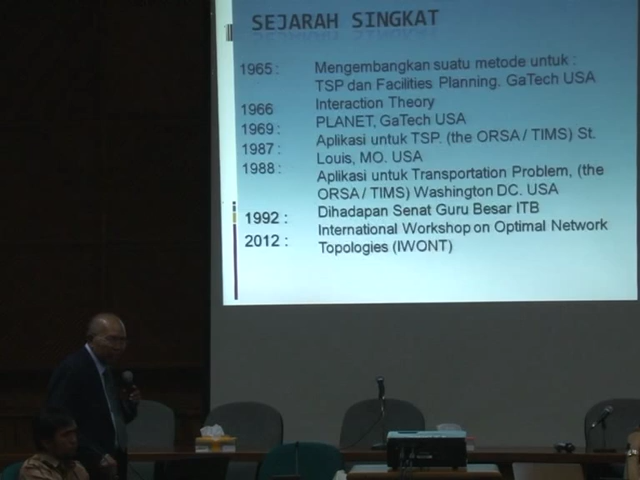 SEJARAH SINGKAT
1965 : Mengembangkan suatu metode untuk :
TSP dan Facilities Planning. GaTech USA
1966 Interaction Theory
1969 : PLANET, GaTech USA
1987 : Aplikasi untuk TSP. (the ORSA / TIMS) St.
Louis, MO. USA
1988 : Aplikasi untuk Transportation Problem, (the
ORSA / TIMS) Washington DC. USA
1992 : Dihadapan Senat Guru Besar ITB
2012 : International Workshop on Optimal Network
Topologies (IWONT)